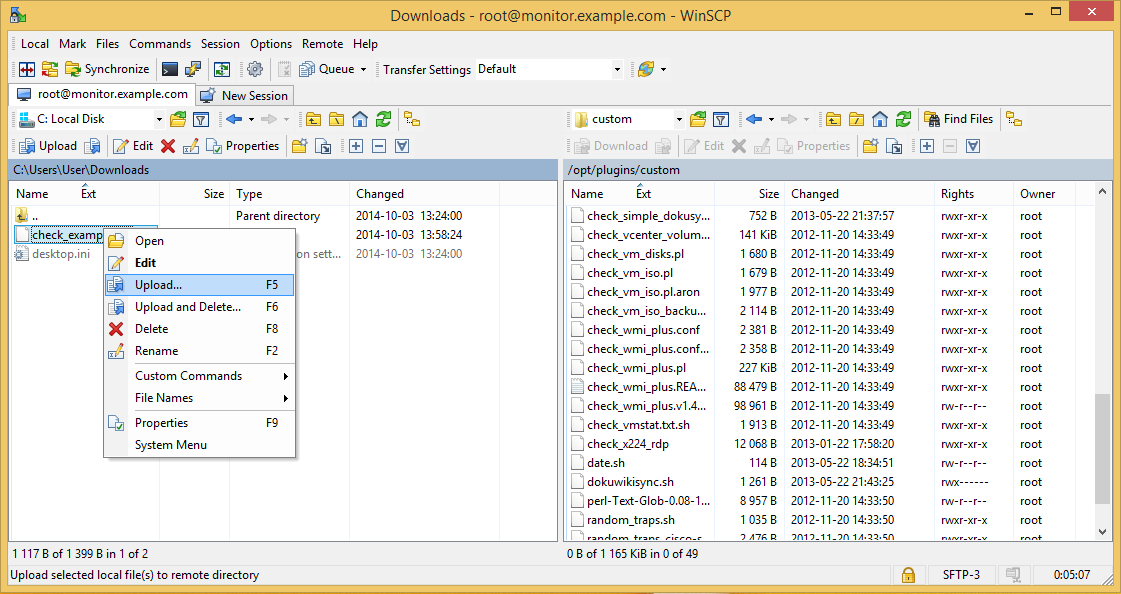 Downloads - root@monitor.example.com - WinSCP
Local Mark Files Commands Session Options Remote Help
Synchronize Queue Transfer Settings Default
root@monitor.example.com New Session
C: Local Disk
Upload Edit Properties
C:\Users\User\Downloads
Name Ext Size Type Changed
.. Parent directory 2014-10-03 13:24:00
check_examp 2014-10-03 13:58:24
desktop.ini on sett... 2014-10-03 13:24:00
Open
Edit
Upload... F5
Upload and Delete... F6
Delete F8
Rename F2
Custom Commands
File Names
Properties F9
System Menu
1 117 B of 1 399 B in 1 of 2
custom Find Files
Download Edit Properties
/opt/plugins/custom
Name Ext Size Changed Rights Owner
check_simple_dokusy... 752 B 2013-05-22 21:37:57 rwxr-xr-x root
check_vcenter_volum... 141 KiB 2012-11-20 14:33:49 rwxr-xr-x root
check_vm_disks.pl 1 680 B 2012-11-20 14:33:49 rwxr-xr-x root
check_vm_iso.pl 1 679 B 2012-11-20 14:33:49 rwxr-xr-x root
check_vm_iso.pl.aron 1 977 B 2012-11-20 14:33:49 rwxr-xr-x root
check_vm_iso_backu... 2 114 B 2012-11-20 14:33:49 rwxr-xr-x root
check_wmi_plus.conf 2 381 B 2012-11-20 14:33:49 rwxr-xr-x root
check_wmi_plus.conf... 2 358 B 2012-11-20 14:33:49 rwxr-xr-x root
check_wmi_plus.pl 227 KiB 2012-11-20 14:33:49 rwxr-xr-x root
check_wmi_plus.REA... 88 479 B 2012-11-20 14:33:49 rwxr-xr-x root
check_wmi_plus.v1.4... 98 961 B 2012-11-20 14:33:49 rw-r--r-- root
check_vmstat.txt.sh 1 913 B 2012-11-20 14:33:49 rwxr-xr-x root
check_x224_rdp 12 068 B 2013-01-22 17:58:20 rwxr-xr-x root
date.sh 114 B 2013-05-22 18:34:51 rw-r--r-- root
dokuwikisync.sh 1 261 B 2013-05-22 21:43:25 rwx------ root
perl-Text-Glob-0.08-1... 8 957 B 2012-11-20 14:33:50 rw-r--r-- root
random_traps.sh 1 035 B 2012-11-20 14:33:50 rwxr-xr-x root
random_traps_cisco-s 2 476 B 2012-11-20 14:33:50 rwxr-xr-x root
0 B of 1 165 KiB in 0 of 49
Upload selected local file(s) to remote directory SFTP-3 0:05:07